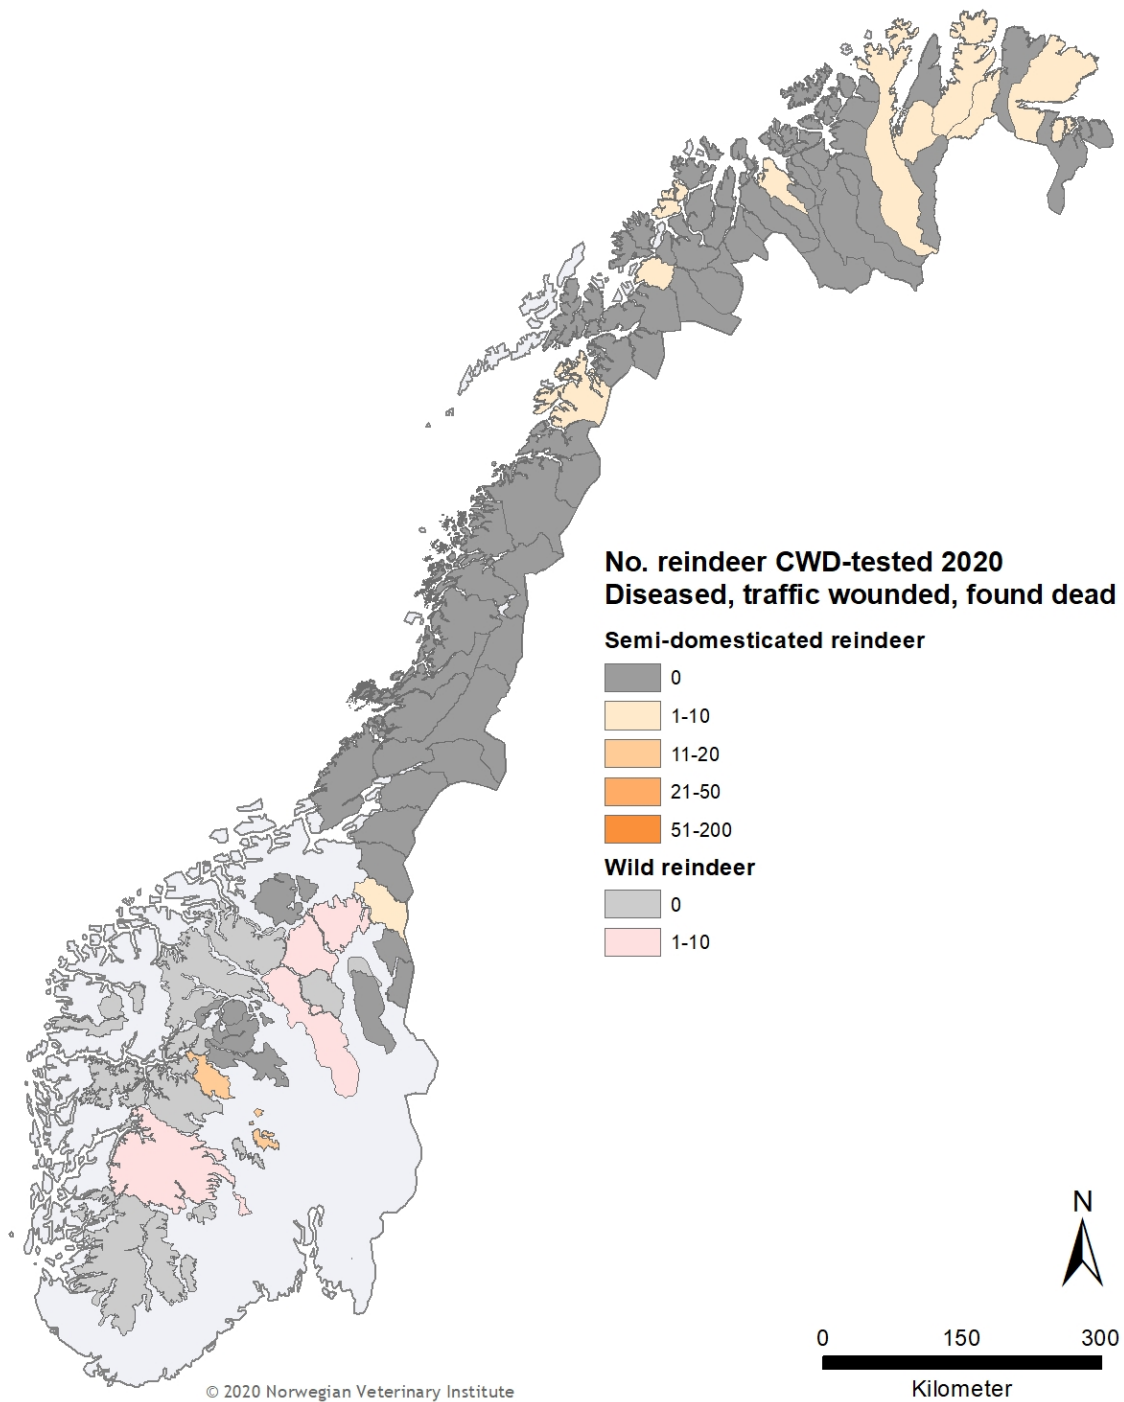 No. reindeer CWD-tested 2020
Diseased, traffic wounded, found dead
Semi-domesticated reindeer
0
1-10
11-20
21-50
51-200
Wild reindeer
0
1-10
N
0 150 300
Kilometer
© 2020 Norwegian Veterinary Institute